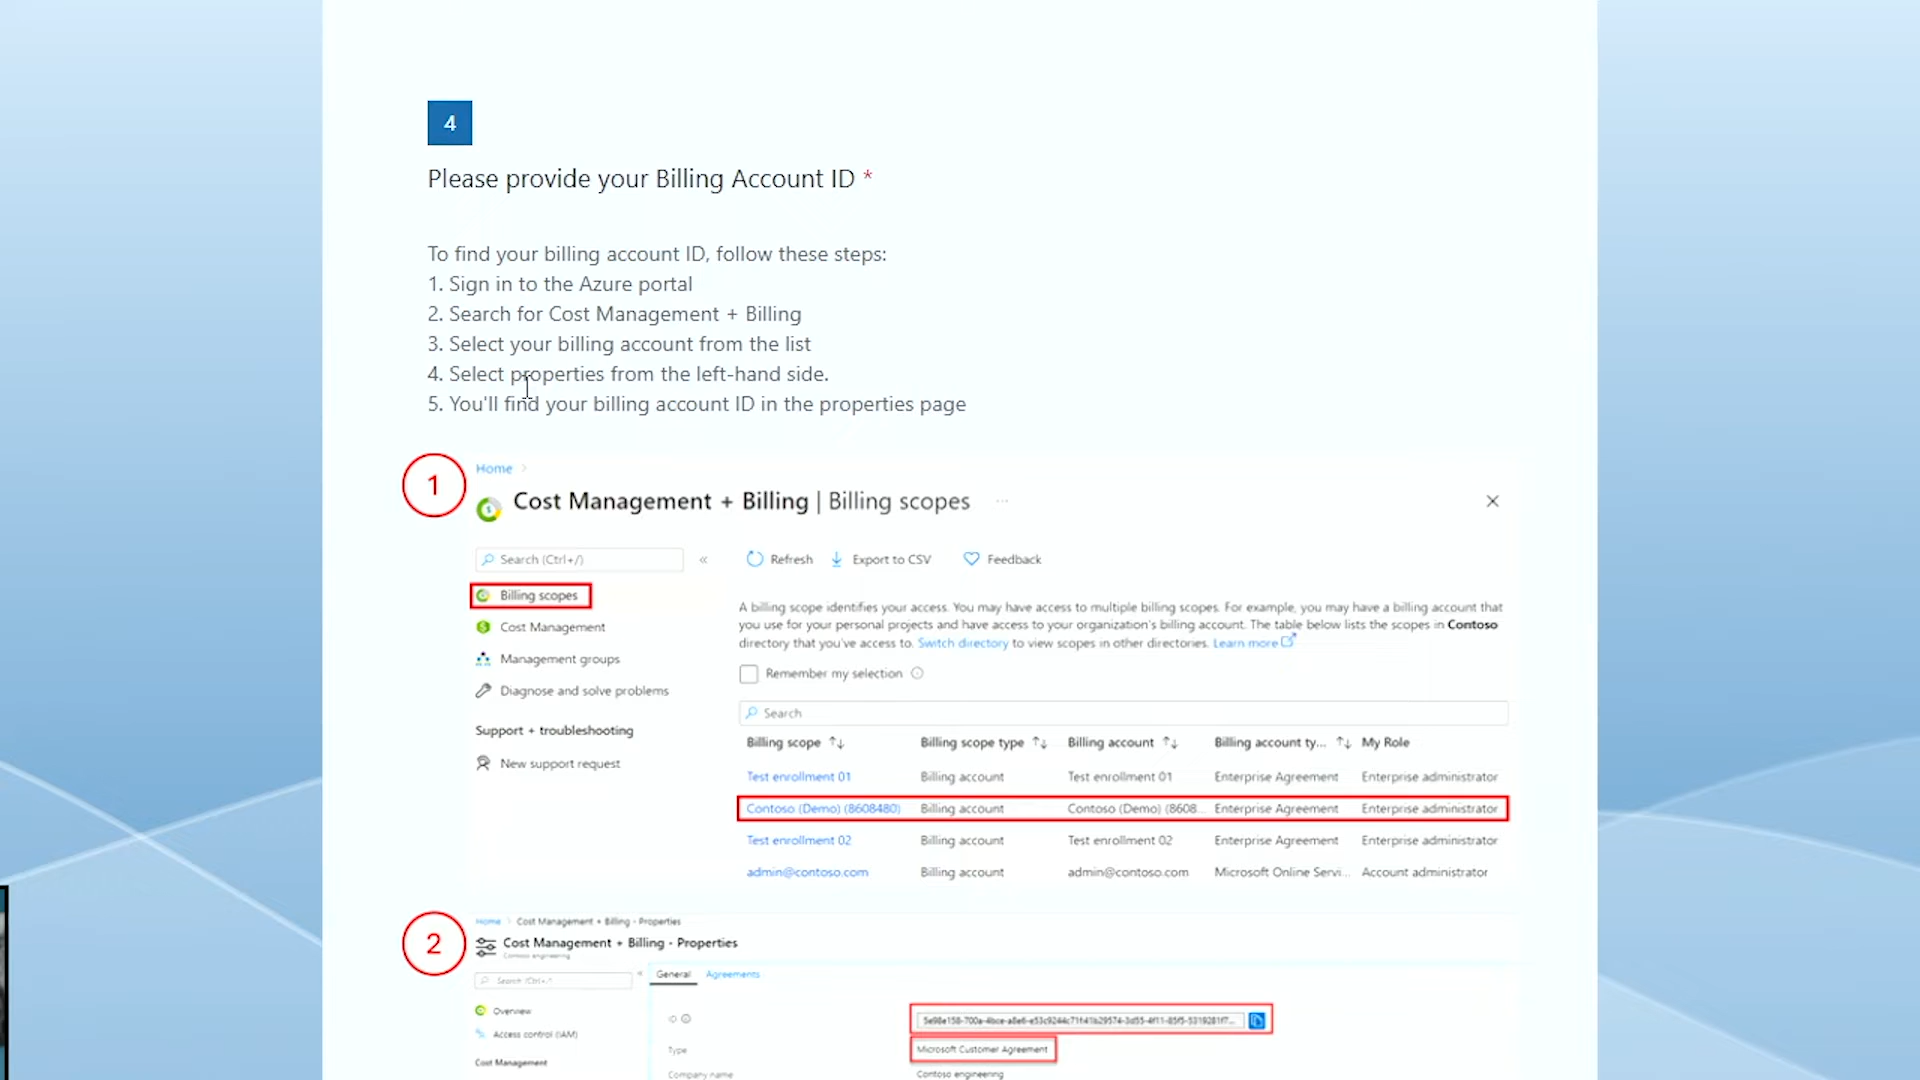 4
Please provide your Billing Account ID *
To find your billing account ID, follow these steps:
1. Sign in to the Azure portal
2. Search for Cost Management + Billing
3. Select your billing account from the list
4. Select properties from the left-hand side.
5. You'll find your billing account ID in the properties page
1
Home >
Cost Management + Billing | Billing scopes ...
Search (Ctrl+/) «
Refresh Export to CSV Feedback
Billing scopes
Cost Management
Management groups
Diagnose and solve problems
Support + troubleshooting
New support request
A billing scope identifies your access. You may have access to multiple billing scopes. For example, you may have a billing account that
you use for your personal projects and have access to your organization's billing account. The table below lists the scopes in Contoso
directory that you've access to. Switch directory to view scopes in other directories. Learn more
Remember my selection
Search
Billing scope ↑↓ Billing scope type ↑↓ Billing account ↑↓ Billing account ty... ↑↓ My Role
Test enrollment 01 Billing account Test enrollment 01 Enterprise Agreement Enterprise administrator
Contoso (Demo) (8608480) Billing account Contoso (Demo) (8608... Enterprise Agreement Enterprise administrator
Test enrollment 02 Billing account Test enrollment 02 Enterprise Agreement Enterprise administrator
admin@contoso.com Billing account admin@contoso.com Microsoft Online Servi... Account administrator
2
Home > Cost Management + Billing - Properties
Cost Management + Billing - Properties
Contoso engineering
Search (Ctrl+/) «
General Agreements
Overview
Access control (IAM)
Cost Management
ID
Type Microsoft Customer Agreement
Company name Contoso engineering